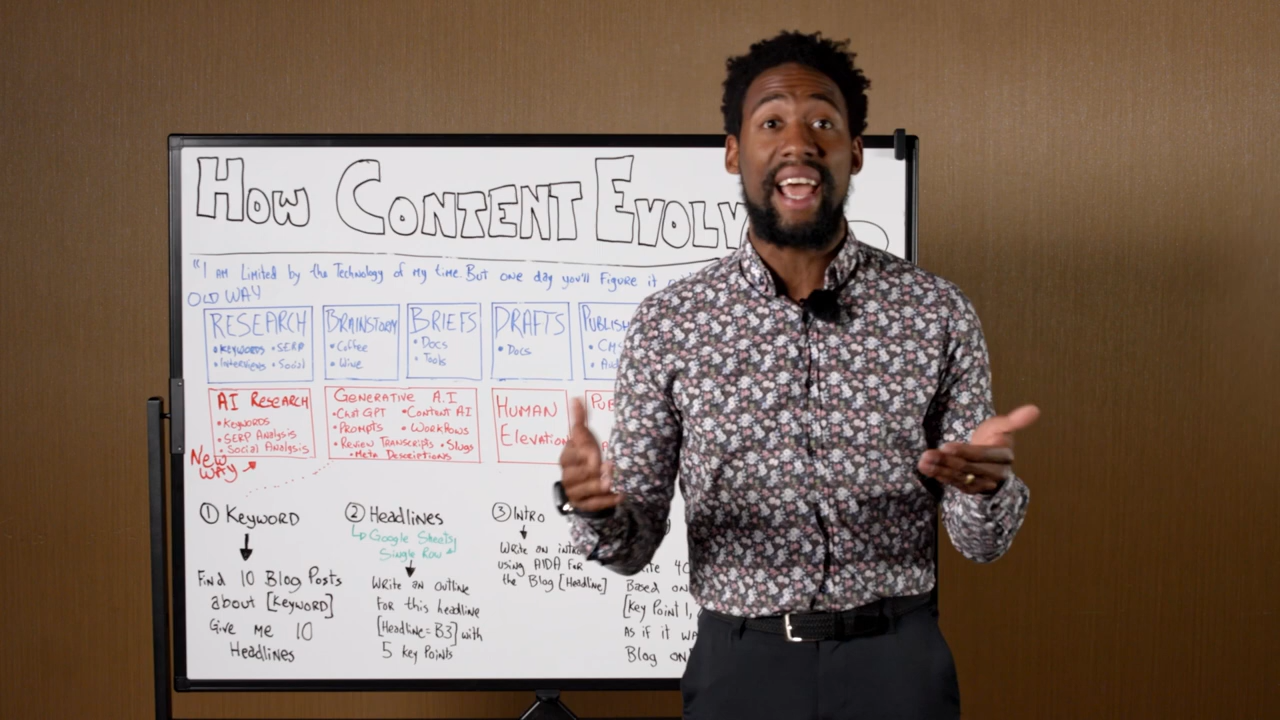 How Content Evolv
"I am Limited by the Technology of my time. But one day you'll Figure it
OLD WAY
RESEARCH
• KEYWORDS • SERP
• Interviews • Social
BRAINSTORM
• Coffee
• Wine
BRIEFS
• Docs
• Tools
DRAFTS
• Docs
PUBLISH
• CMS
AI RESEARCH
• KEYWORDS
• SERP Analysis
• Social Analysis
GENERATIVE A.I
• Chat GPT • Content AI
• PROMPTS • WORKFLOWS
• Review TRANSCRIPTS • Slugs
• Meta Descriptions
HUMAN
Elevation
PUB
NEW
WAY
① KEYWORD
Find 10 Blog Posts
about [KEYWORD]
Give me 10
Headlines
② Headlines
Google Sheets
Single Row
Write an outline
For this headline
[Headline=B3] with
5 key Points
③ INTRO
Write an intro
using AIDA For
the Blog [Headline]
Based on
[Key Point 1,
As if it wa
Blog on